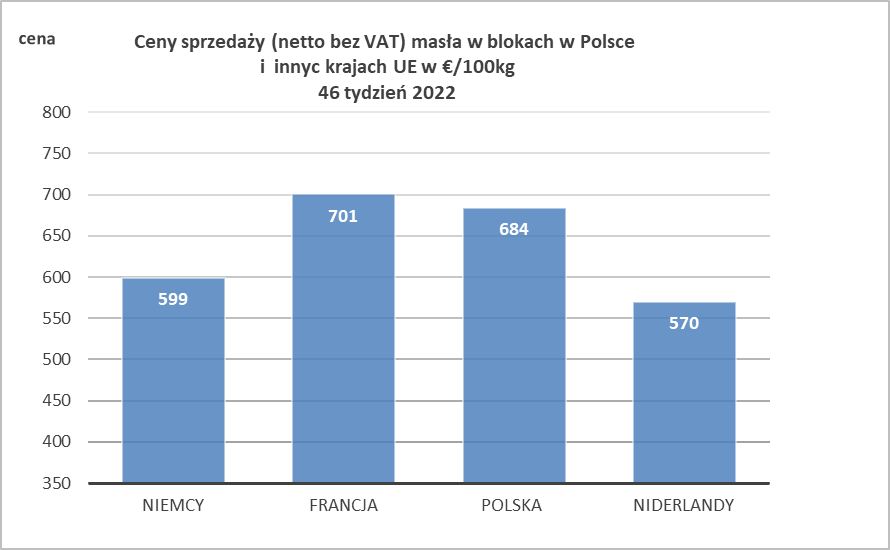 cena
Ceny sprzedaży (netto bez VAT) masła w blokach w Polsce
i innyc krajach UE w €/100kg
46 tydzień 2022
800
750
700
650
600
550
500
450
400
350
599
701
684
570
NIEMCY
FRANCJA
POLSKA
NIDERLANDY